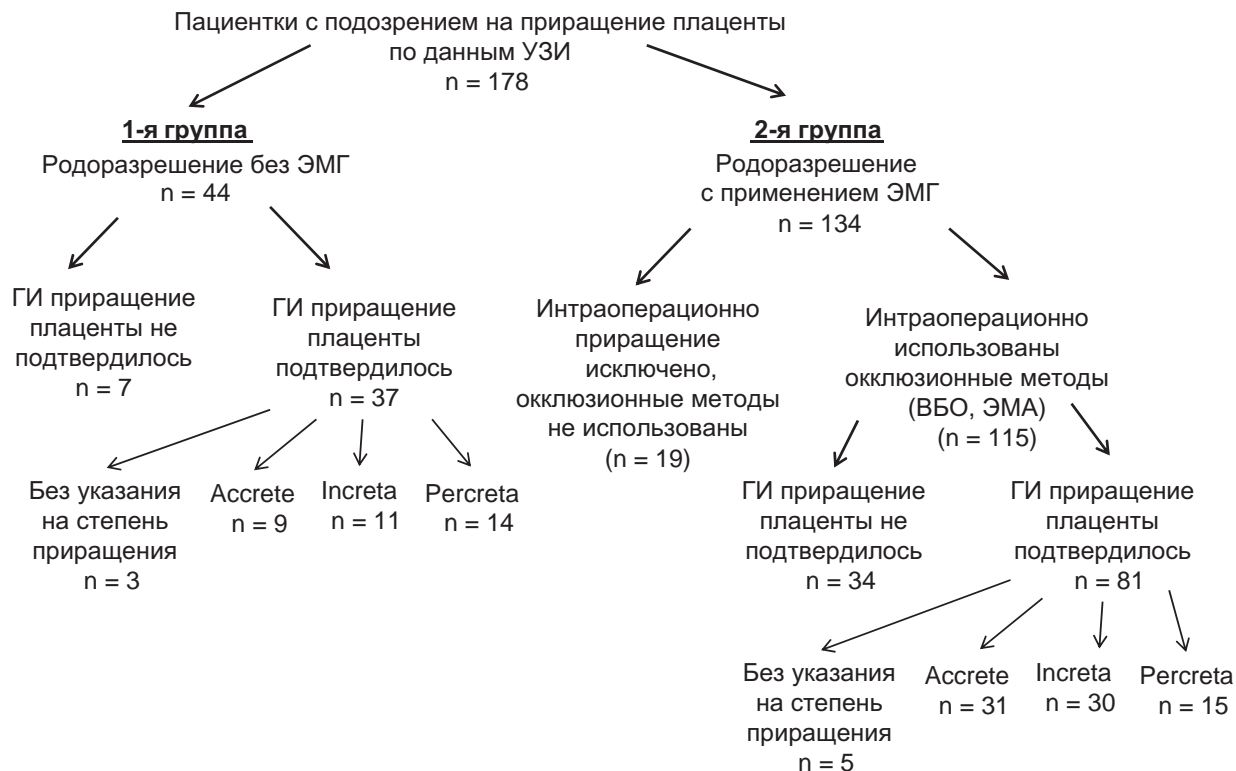 Пациентки с подозрением на приращение плаценты
по данным УЗИ
n = 178
1-я группа
Родоразрешение без ЭМГ
n = 44
2-я группа
Родоразрешение
с применением ЭМГ
n = 134
ГИ приращение
плаценты не
подтвердилось
n = 7
ГИ приращение
плаценты
подтвердилось
n = 37
Интраоперационно
приращение
исключено,
окклюзионные методы
не использованы
(n = 19)
Интраоперационно
использованы
окклюзионные методы
(ВБО, ЭМА)
(n = 115)
Без указания
на степень
приращения
n = 3
Accrete
n = 9
Increta
n = 11
Percreta
n = 14
ГИ приращение
плаценты не
подтвердилось
n = 34
ГИ приращение
плаценты
подтвердилось
n = 81
Без указания
на степень
приращения
n = 5
Accrete
n = 31
Increta
n = 30
Percreta
n = 15